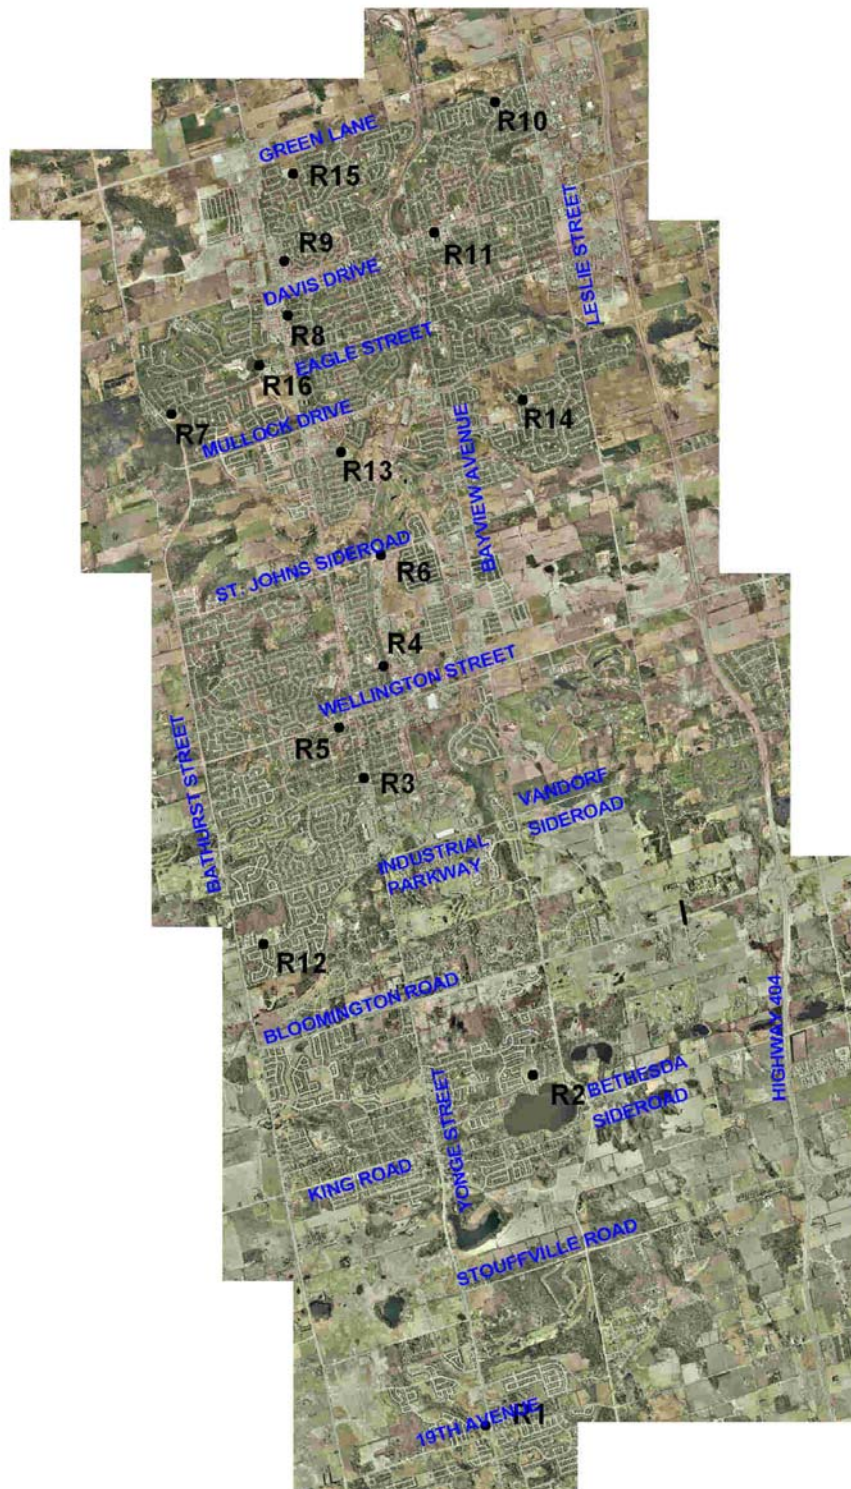 R10
GREEN LANE
R15
LESLIE STREET
R11
R9
DAVIS DRIVE
R8
EAGLE STREET
R16
R14
R7
MULLOCK DRIVE
BAYVIEW AVENUE
R13
ST. JOHNS SIDEROAD
R6
R4
WELLINGTON STREET
R5
BATHURST STREET
R3
VANDORF
SIDEROAD
INDUSTRIAL
PARKWAY
R12
BLOOMINGTON ROAD
HIGHWAY 404
R2
BETHESDA
SIDEROAD
YONGE STREET
KING ROAD
STOUFFVILLE ROAD
19TH AVENUE
R1